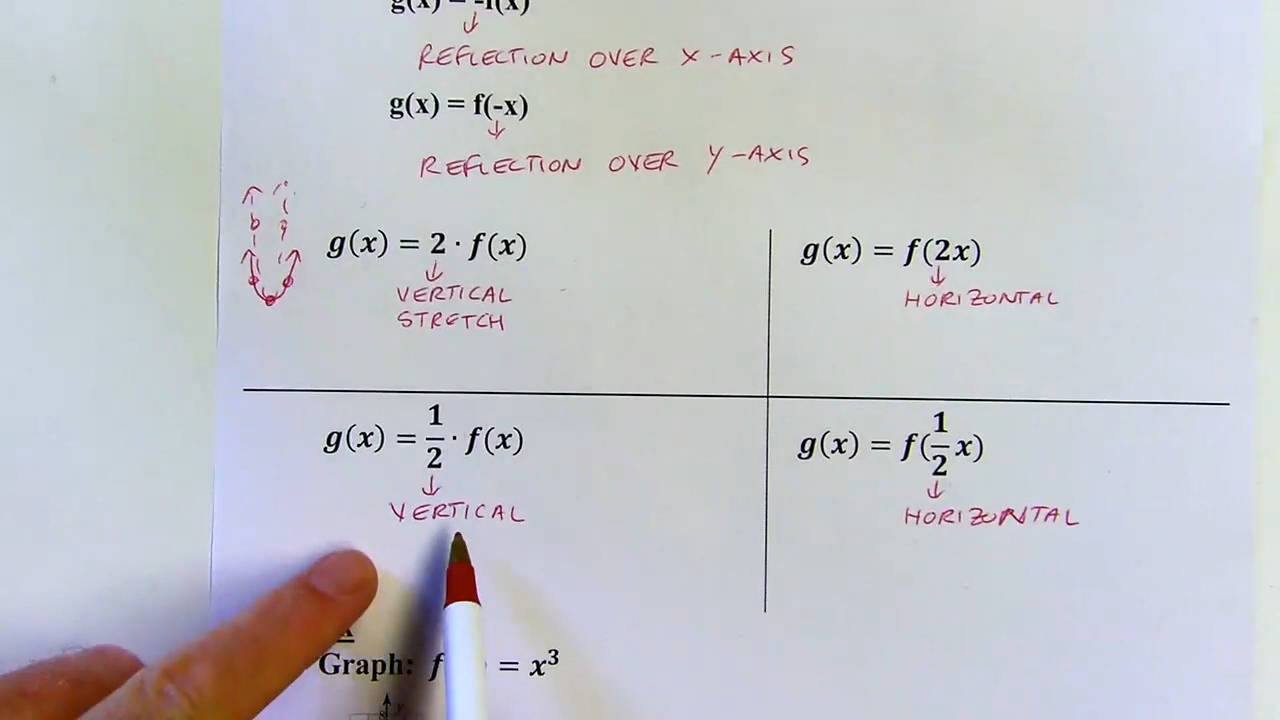 g(x) = -f(x)
↓
REFLECTION OVER X-AXIS
g(x) = f(-x)
↓
REFLECTION OVER Y-AXIS
g(x) = 2 · f(x)
↓
VERTICAL
STRETCH
g(x) = f(2x)
↓
HORIZONTAL
g(x) = 1/2 · f(x)
↓
VERTICAL
g(x) = f(1/2 x)
↓
HORIZONTAL
Graph: f = x³
y